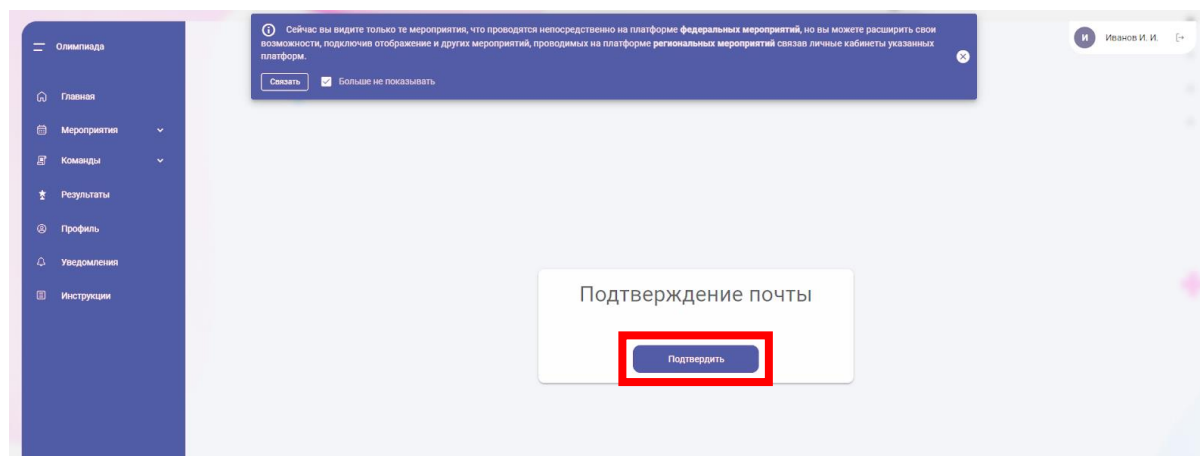 Олимпиада
Главная
Мероприятия
Команды
Результаты
Профиль
Уведомления
Инструкции
Сейчас вы видите только те мероприятия, что проводятся непосредственно на платформе федеральных мероприятий, но вы можете расширить свои
возможности, подключив отображение и других мероприятий, проводимых на платформе региональных мероприятий связав личные кабинеты указанных
платформ.
Связать
Больше не показывать
И
Иванов И. И.
Подтверждение почты
Подтвердить